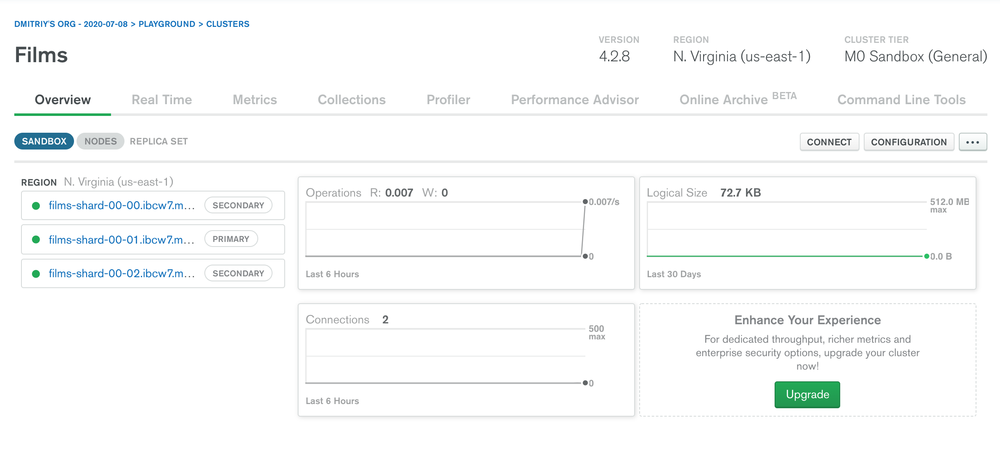 DMITRIY'S ORG - 2020-07-08 > PLAYGROUND > CLUSTERS
Films
VERSION
4.2.8
REGION
N. Virginia (us-east-1)
CLUSTER TIER
M0 Sandbox (General)
Overview Real Time Metrics Collections Profiler Performance Advisor Online Archive BETA Command Line Tools
SANDBOX NODES REPLICA SET
CONNECT CONFIGURATION ...
REGION N. Virginia (us-east-1)
films-shard-00-00.ibcw7.m... SECONDARY
films-shard-00-01.ibcw7.m... PRIMARY
films-shard-00-02.ibcw7.m... SECONDARY
Operations R: 0.007 W: 0
0.007/s
0
Last 6 Hours
Logical Size 72.7 KB
512.0 MB
max
0.0 B
Last 30 Days
Connections 2
500
max
0
Last 6 Hours
Enhance Your Experience
For dedicated throughput, richer metrics and
enterprise security options, upgrade your cluster
now!
Upgrade